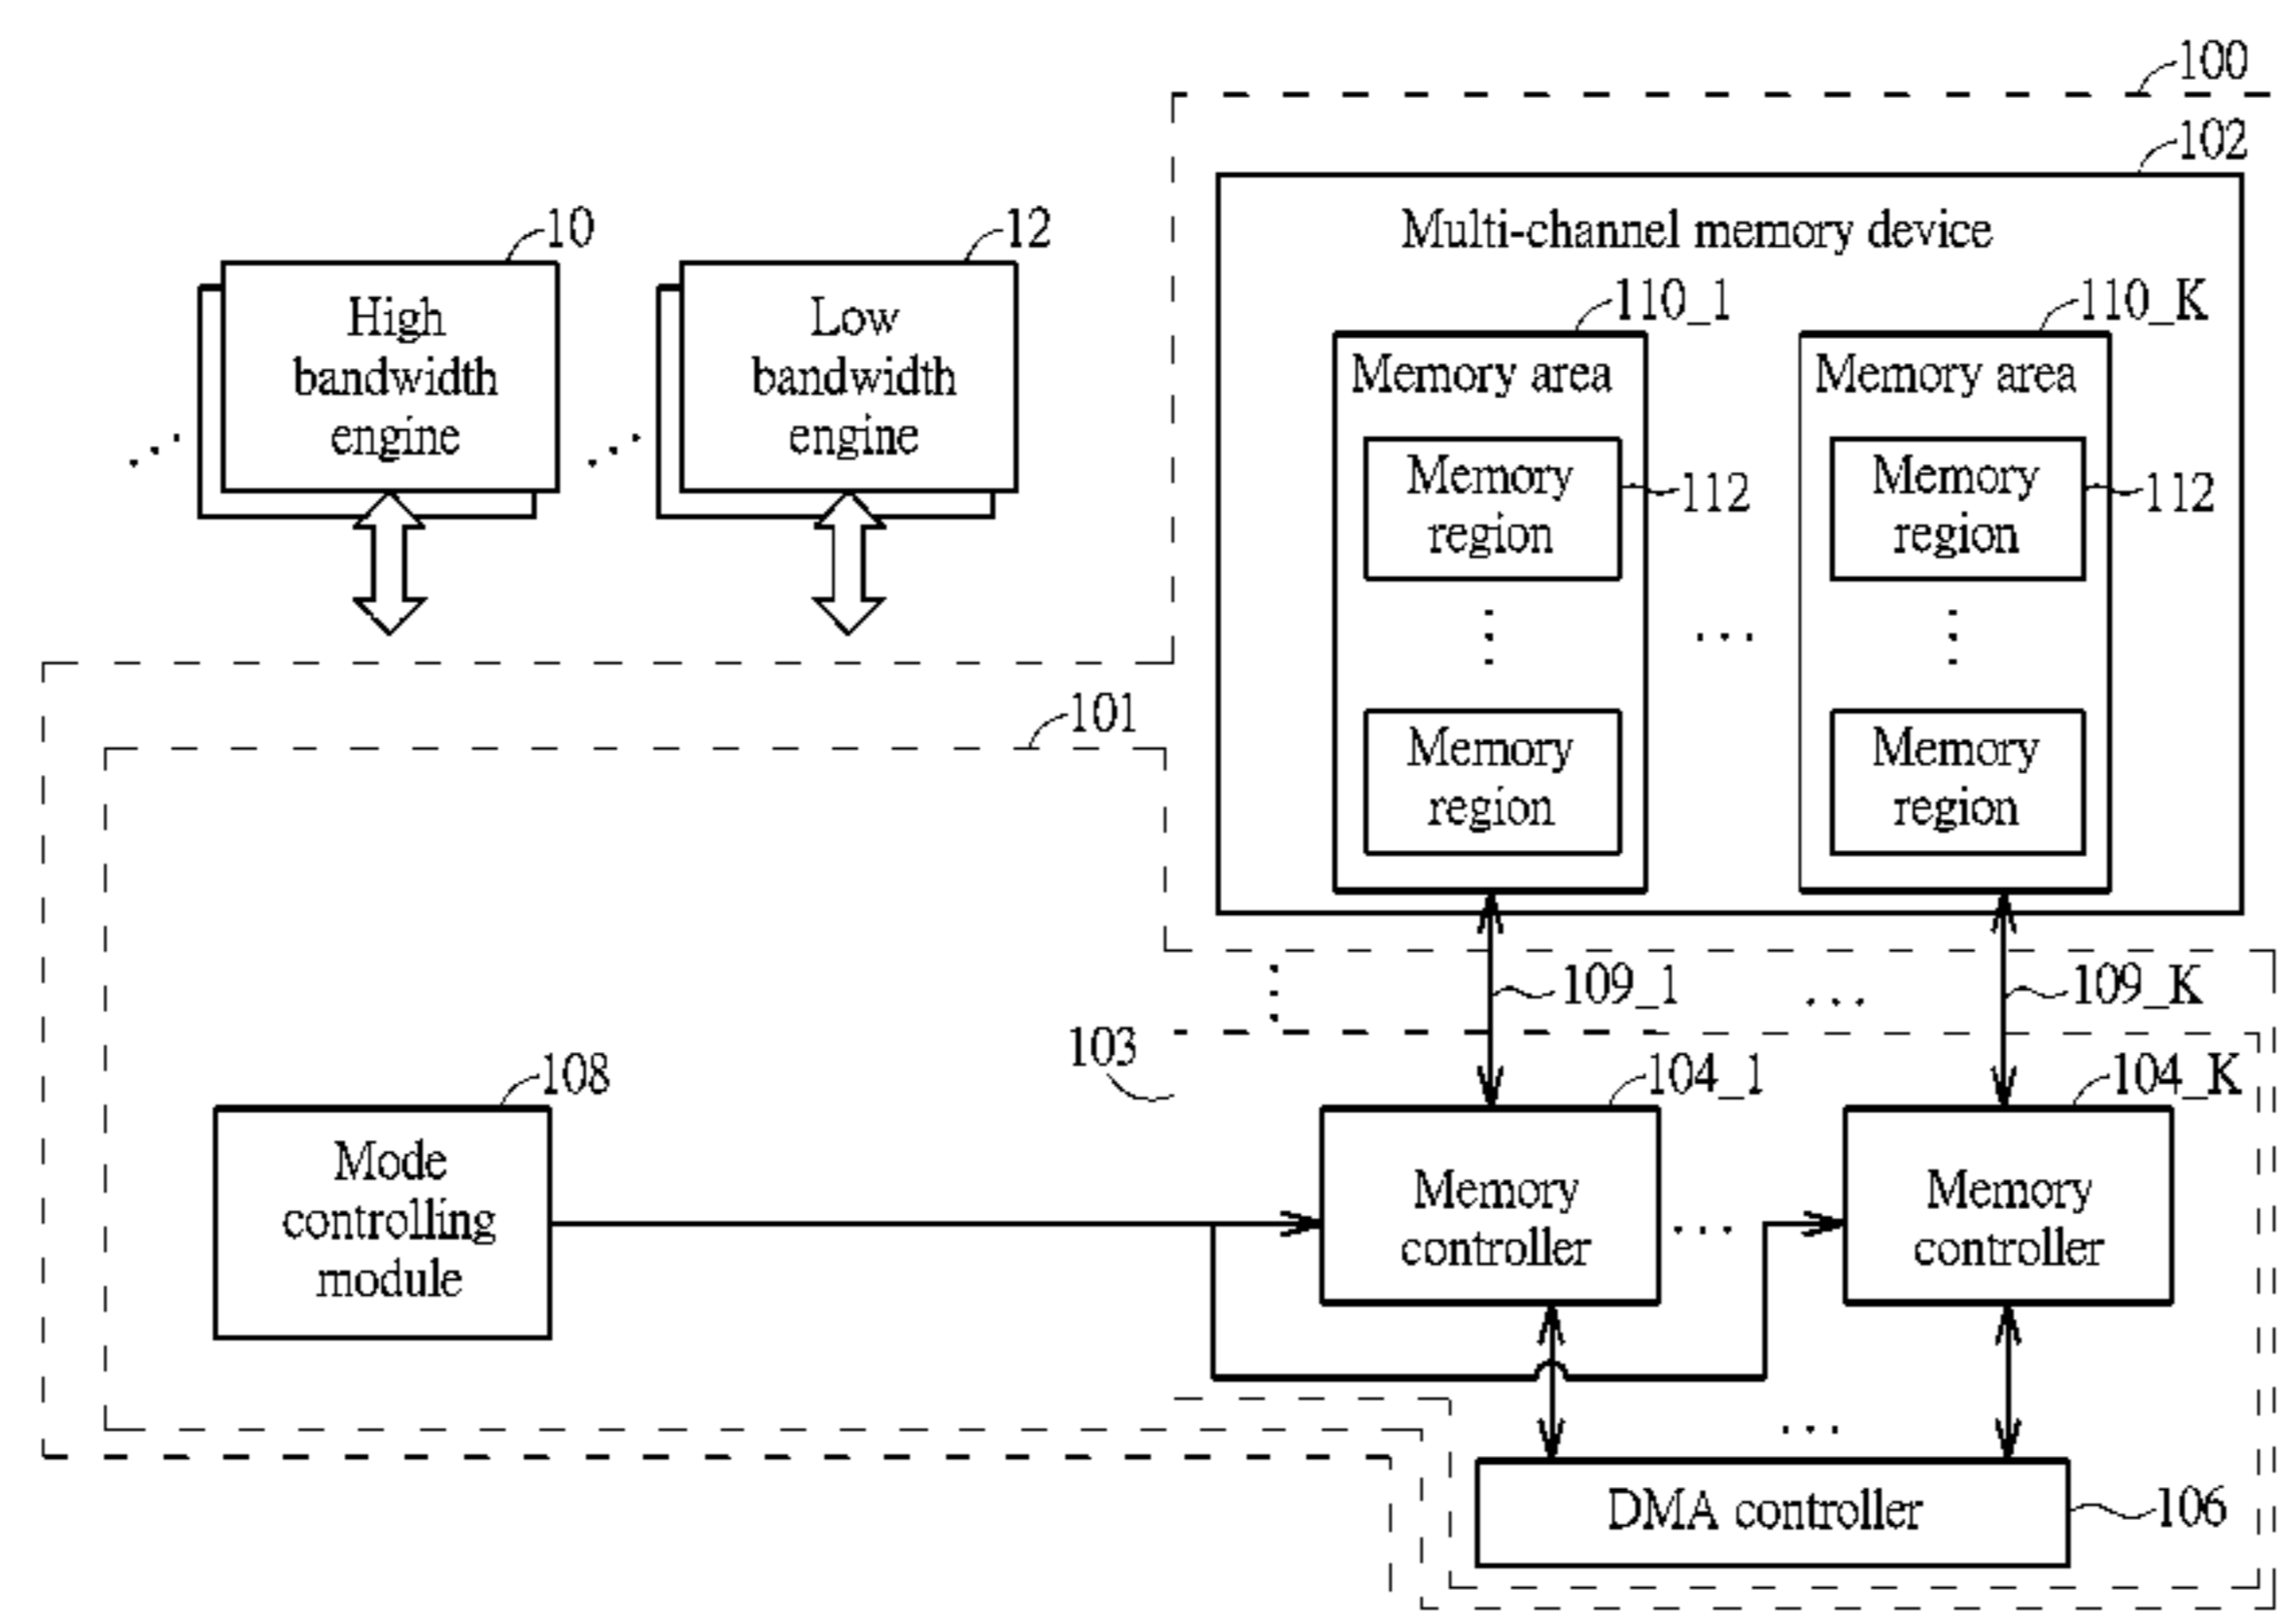 100
102
Multi-channel memory device
10
12
High
bandwidth
engine
Low
bandwidth
engine
110_1
110_K
Memory area
Memory area
Memory
region
112
Memory
region
112
Memory
region
Memory
region
101
109_1
109_K
103
104_1
104_K
108
Mode
controlling
module
Memory
controller
Memory
controller
DMA controller
106